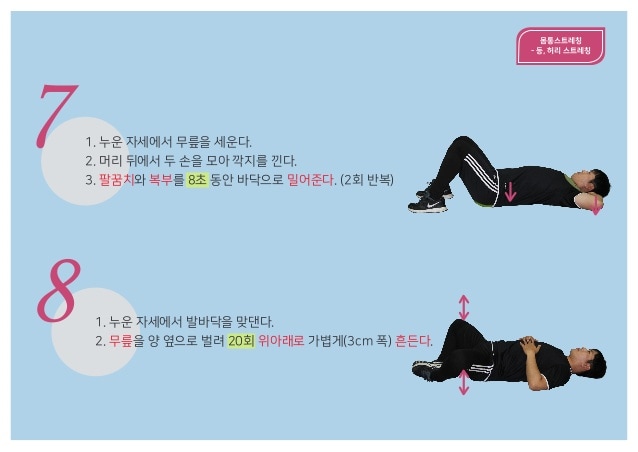 몸통스트레칭
- 등, 허리 스트레칭
7
1. 누운 자세에서 무릎을 세운다.
2. 머리 뒤에서 두 손을 모아 깍지를 낀다.
3. 팔꿈치와 복부를 8초 동안 바닥으로 밀어준다. (2회 반복)
8
1. 누운 자세에서 발바닥을 맞댄다.
2. 무릎을 양 옆으로 벌려 20회 위아래로 가볍게(3cm 폭) 흔든다.